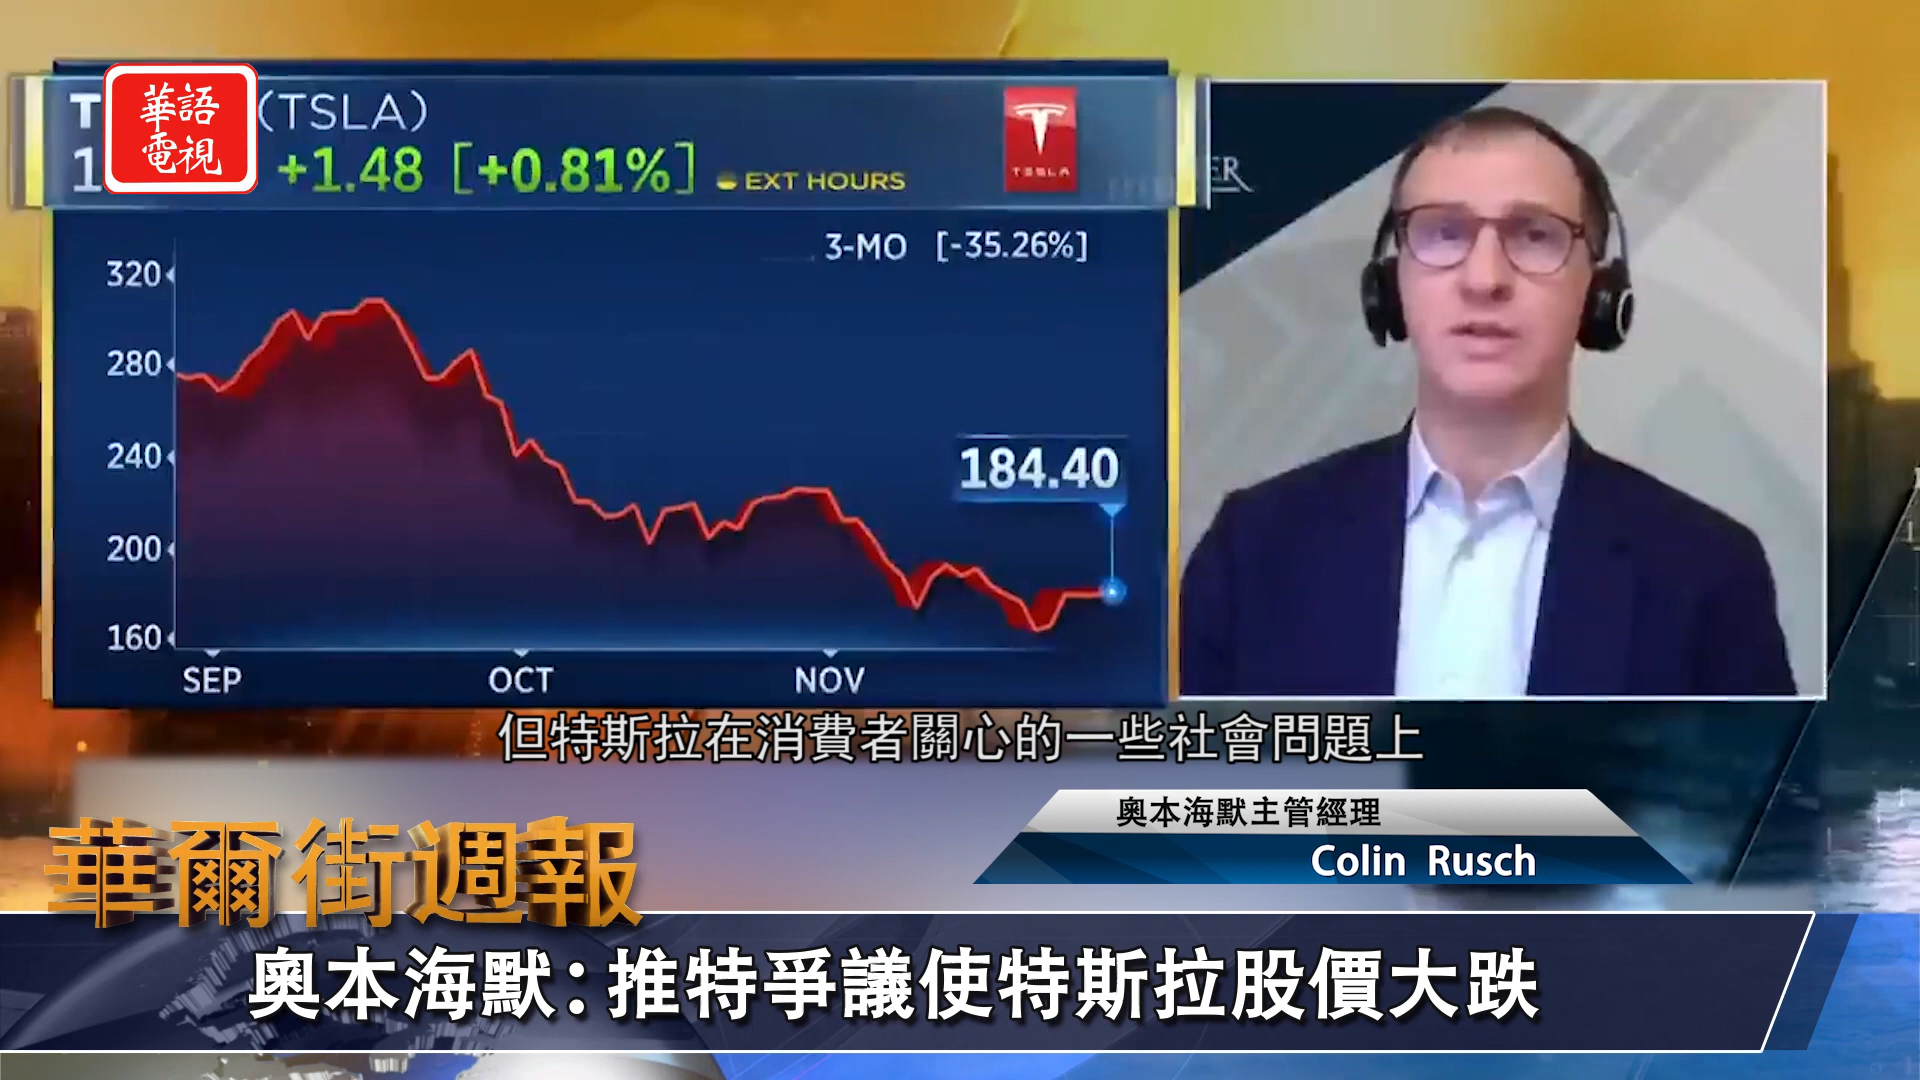 華語
電視
T (TSLA)
1 +1.48 [+0.81%] EXT HOURS
TESLA
ER
3-MO [-35.26%]
320
280
240
200
160
184.40
SEP OCT NOV
但特斯拉在消費者關心的一些社會問題上
奧本海默主管經理
Colin Rusch
華爾街週報
奧本海默：推特爭議使特斯拉股價大跌